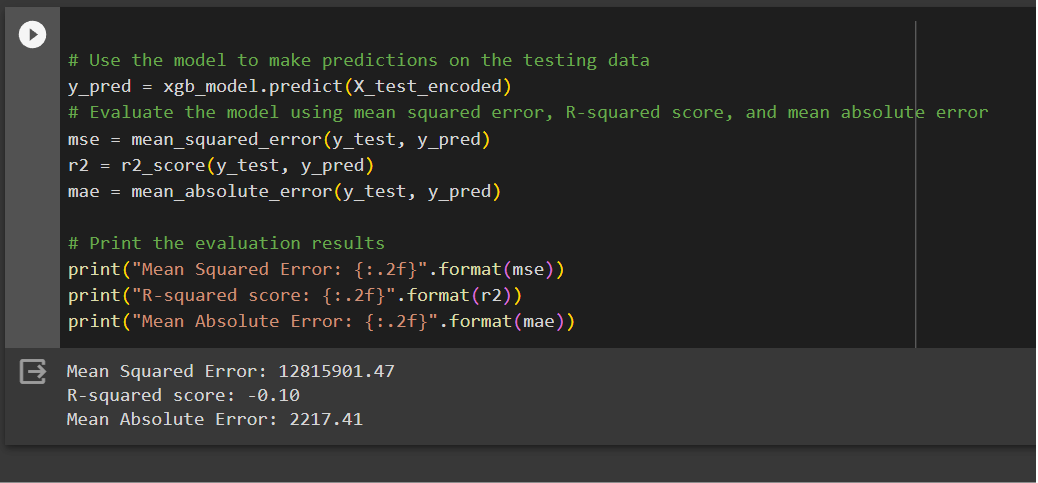 # Use the model to make predictions on the testing data
y_pred = xgb_model.predict(X_test_encoded)
# Evaluate the model using mean squared error, R-squared score, and mean absolute error
mse = mean_squared_error(y_test, y_pred)
r2 = r2_score(y_test, y_pred)
mae = mean_absolute_error(y_test, y_pred)
# Print the evaluation results
print("Mean Squared Error: {:.2f}".format(mse))
print("R-squared score: {:.2f}".format(r2))
print("Mean Absolute Error: {:.2f}".format(mae))
Mean Squared Error: 12815901.47
R-squared score: -0.10
Mean Absolute Error: 2217.41